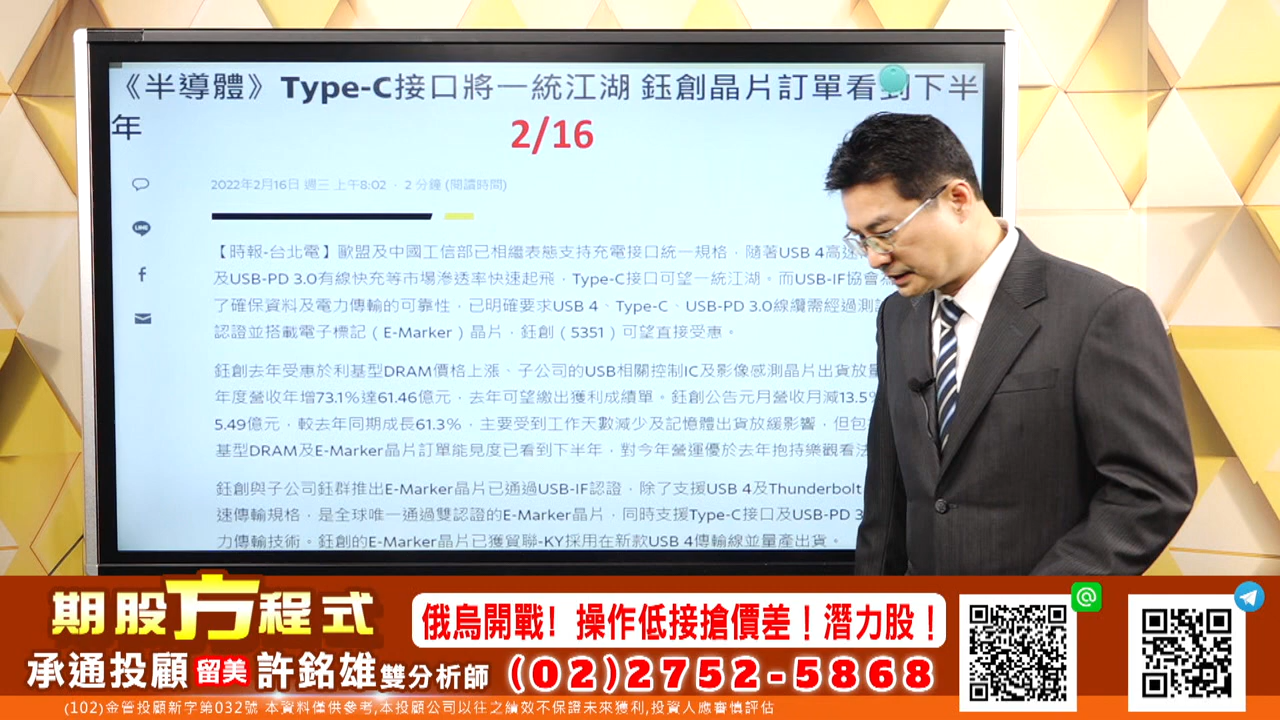 《半導體》Type-C接口將一統江湖 鈺創晶片訂單看到下半
年
2/16
2022年2月16日 週三 上午8:02 · 2 分鐘 (閱讀時間)
LINE
【時報-台北電】歐盟及中國工信部已相繼表態支持充電接口統一規格，隨著USB 4高速
及USB-PD 3.0有線快充等市場滲透率快速起飛，Type-C接口可望一統江湖。而USB-IF協會為
了確保資料及電力傳輸的可靠性，已明確要求USB 4、Type-C、USB-PD 3.0線纜需經過測試
認證並搭載電子標記（E-Marker）晶片，鈺創（5351）可望直接受惠。
鈺創去年受惠於利基型DRAM價格上漲、子公司的USB相關控制IC及影像感測晶片出貨放量
年度營收年增73.1%達61.46億元，去年可望繳出獲利成績單。鈺創公告元月營收月減13.5%
5.49億元，較去年同期成長61.3%，主要受到工作天數減少及記憶體出貨放緩影響，但包
基型DRAM及E-Marker晶片訂單能見度已看到下半年，對今年營運優於去年抱持樂觀看法
鈺創與子公司鈺群推出E-Marker晶片已通過USB-IF認證，除了支援USB 4及Thunderbolt
速傳輸規格，是全球唯一通過雙認證的E-Marker晶片，同時支援Type-C接口及USB-PD 3
力傳輸技術。鈺創的E-Marker晶片已獲貿聯-KY採用在新款USB 4傳輸線並量產出貨。
期股方程式
俄烏開戰! 操作低接搶價差！潛力股！
承通投顧 留美 許銘雄 雙分析師 (02)2752-5868
(102)金管投顧新字第032號 本資料僅供參考,本投顧公司以往之績效不保證未來獲利,投資人應審慎評估